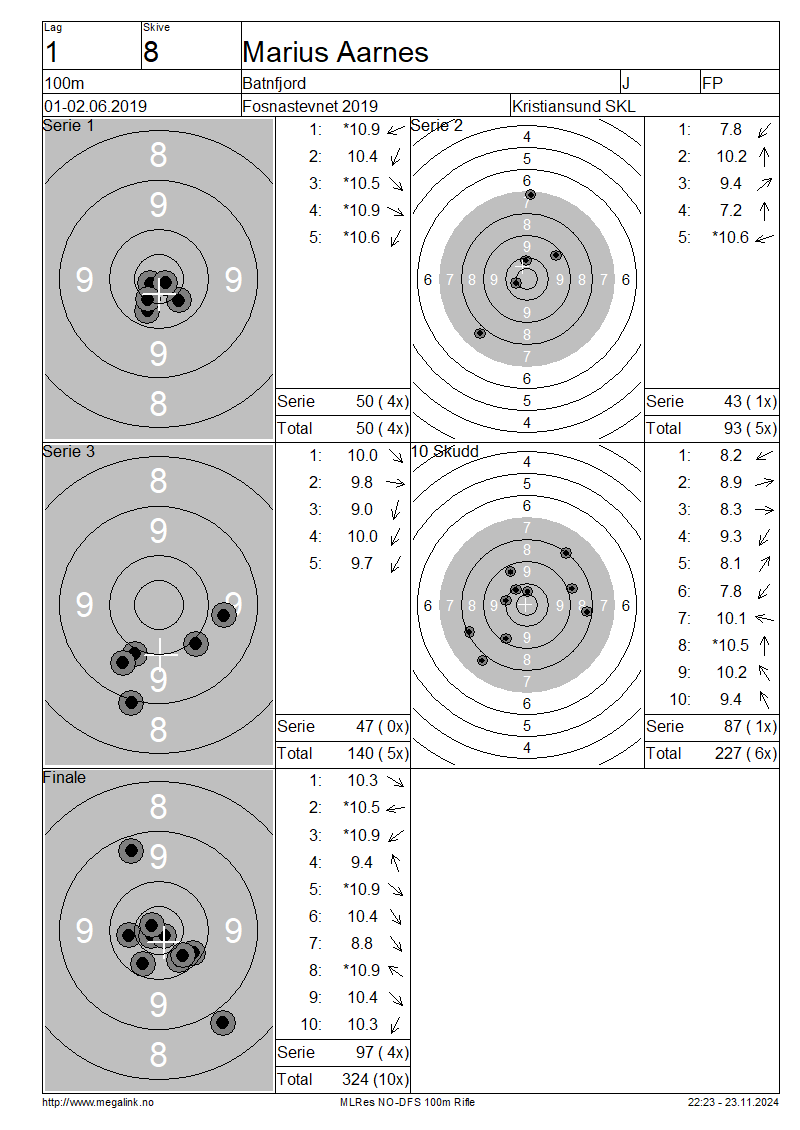 Lag
Skive
1
8
Marius Aarnes
100m
Batnfjord
J
FP
01-02.06.2019
Fosnastevnet 2019
Kristiansund SKL
Serie 1
8
9
9
9
9
8
1: *10.9
2: 10.4
3: *10.5
4: *10.9
5: *10.6
Serie 50 ( 4x)
Total 50 ( 4x)
Serie 2
4
5
6
7
8
9
6 7 8 9 9 8 7 6
9
8
7
6
5
4
1: 7.8
2: 10.2
3: 9.4
4: 7.2
5: *10.6
Serie 43 ( 1x)
Total 93 ( 5x)
Serie 3
8
9
9
9
9
8
1: 10.0
2: 9.8
3: 9.0
4: 10.0
5: 9.7
Serie 47 ( 0x)
Total 140 ( 5x)
10 Skudd
4
5
6
7
8
9
6 7 8 9 9 8 7 6
9
8
7
6
5
4
1: 8.2
2: 8.9
3: 8.3
4: 9.3
5: 8.1
6: 7.8
7: 10.1
8: *10.5
9: 10.2
10: 9.4
Serie 87 ( 1x)
Total 227 ( 6x)
Finale
8
9
9
9
9
8
1: 10.3
2: *10.5
3: *10.9
4: 9.4
5: *10.9
6: 10.4
7: 8.8
8: *10.9
9: 10.4
10: 10.3
Serie 97 ( 4x)
Total 324 (10x)
http://www.megalink.no
MLRes NO-DFS 100m Rifle
22:23 - 23.11.2024